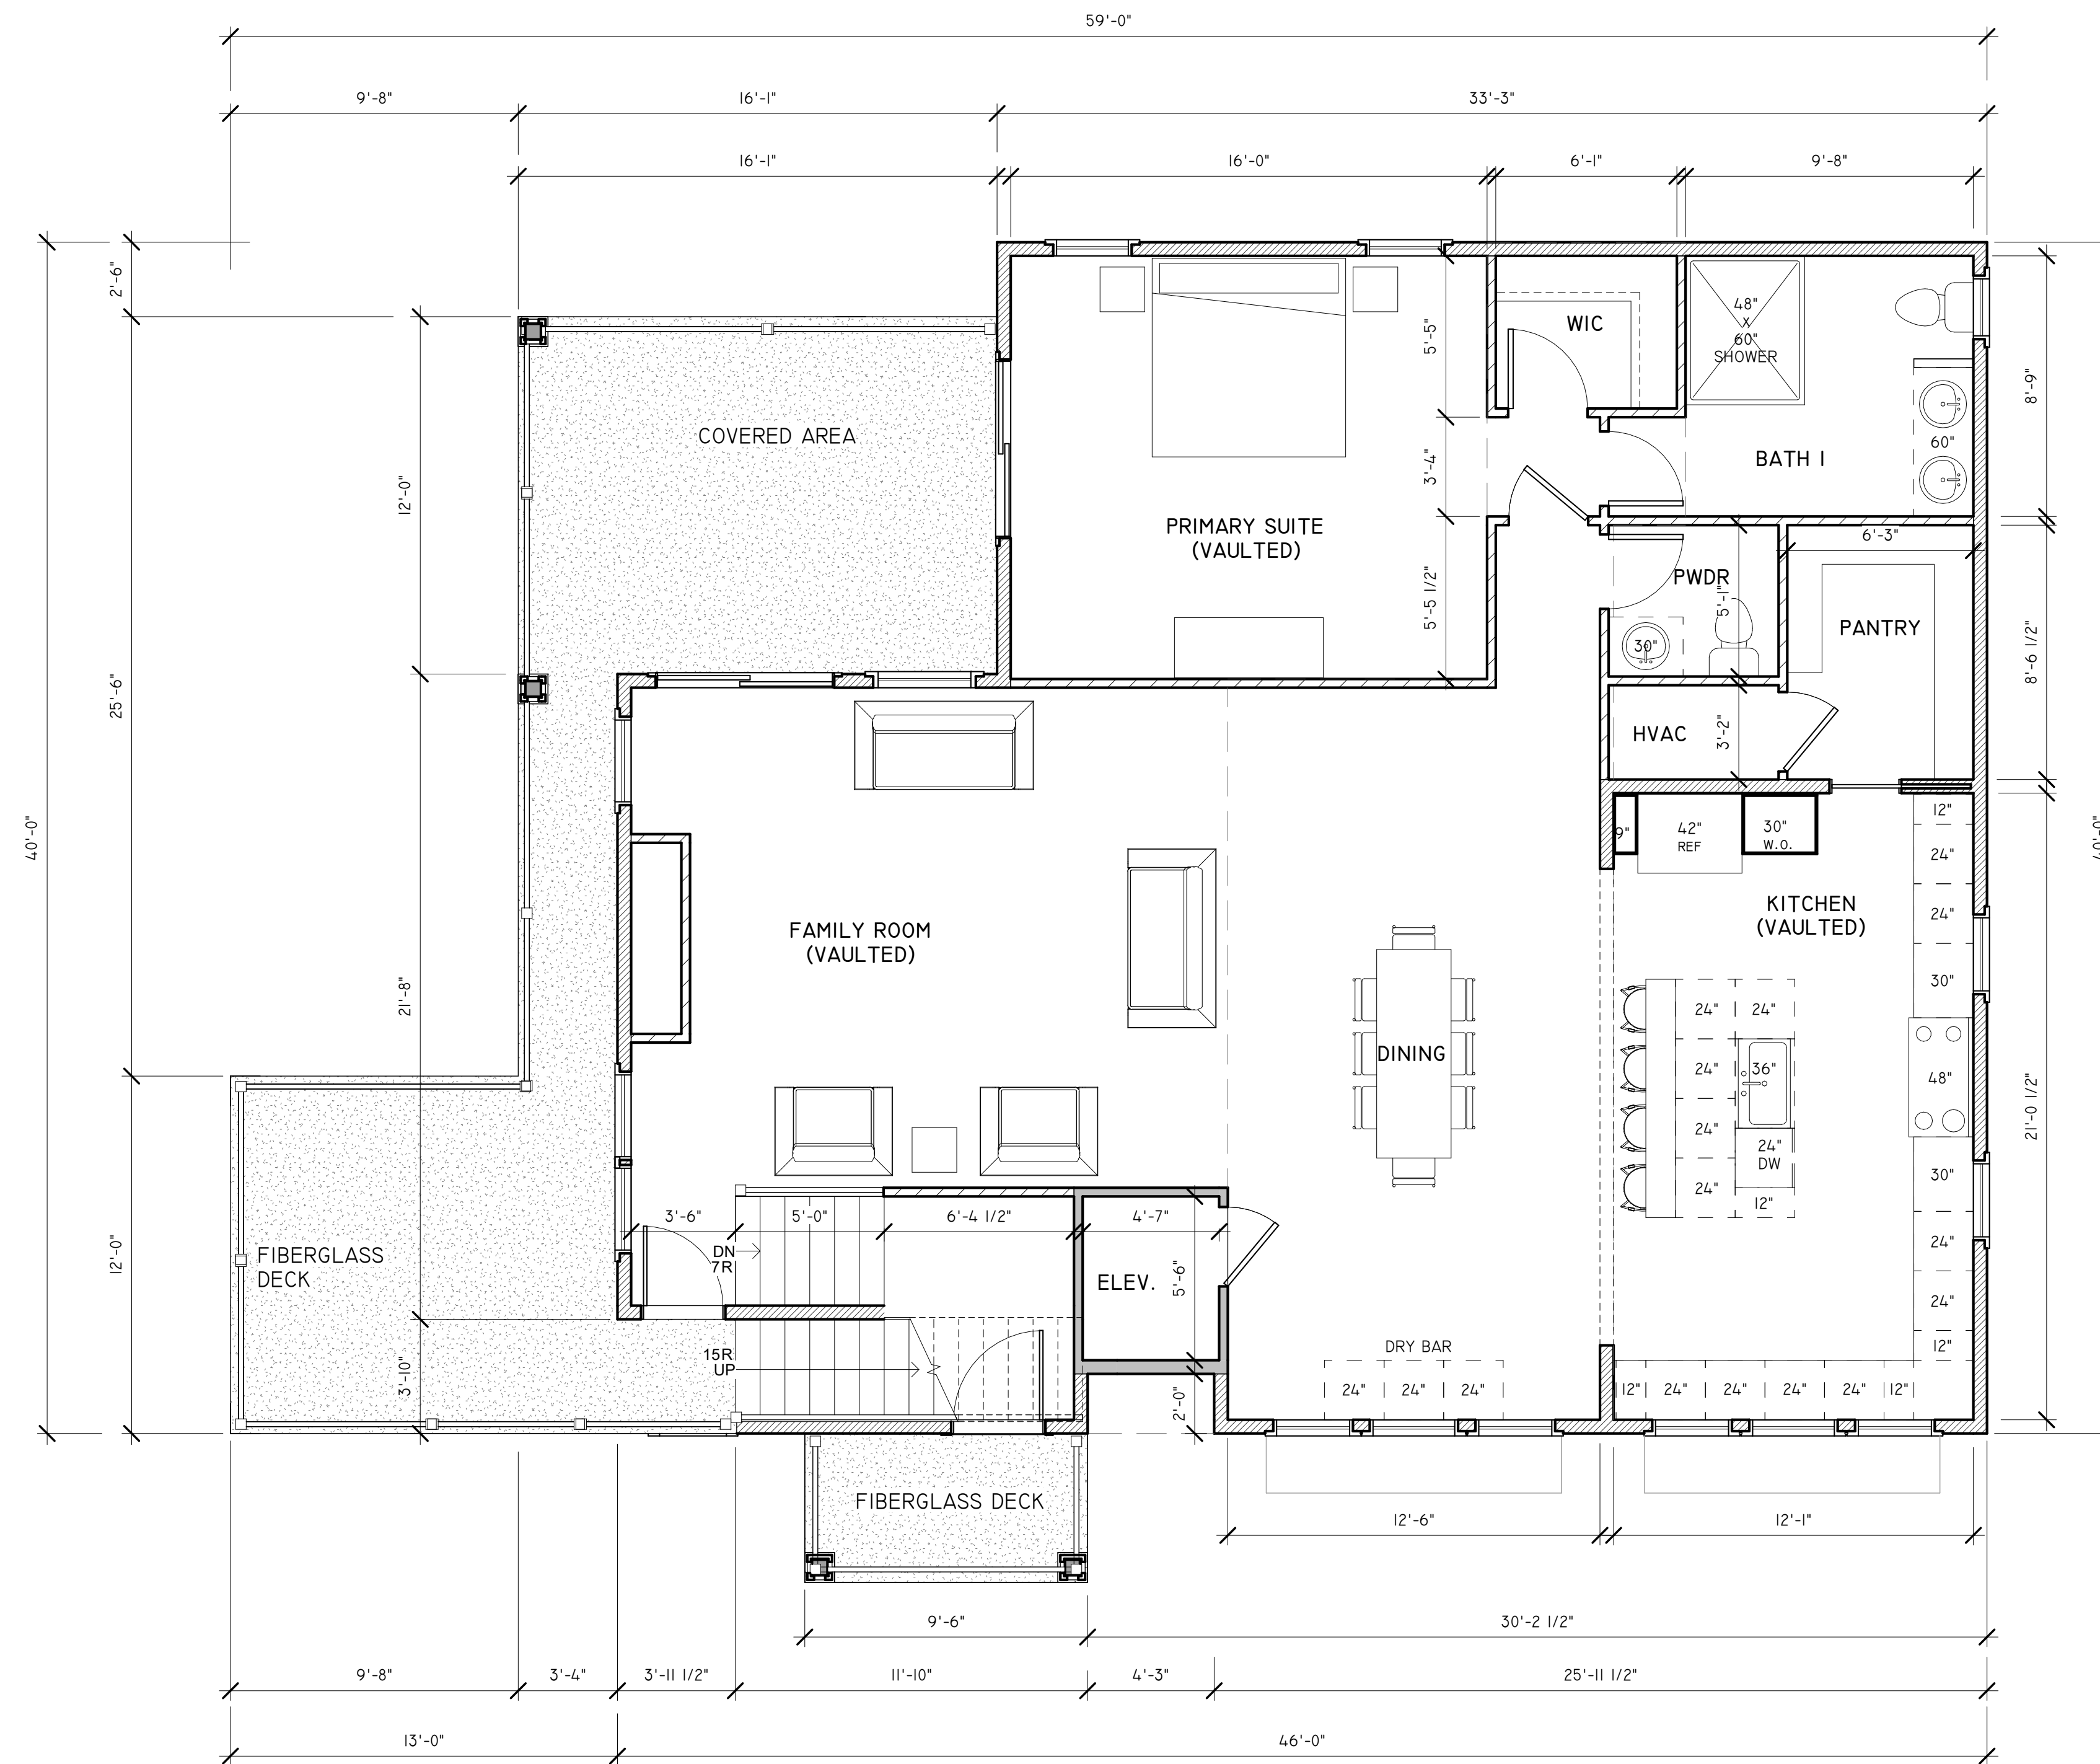 59'-0"
9'-8"
16'-1"
33'-3"
16'-1"
16'-0"
6'-1"
9'-8"
2'-6"
40'-0"
25'-6"
12'-0"
12'-0"
21'-8"
3'-10"
COVERED AREA
PRIMARY SUITE
(VAULTED)
5'-5"
3'-4"
5'-5 1/2"
WIC
48"
X
60"
SHOWER
BATH 1
60"
8'-9"
6'-3"
PWDR
5'-1"
30"
PANTRY
8'-6 1/2"
HVAC
3'-2"
40'-0"
9"
42"
REF
30"
W.O.
12"
24"
24"
30"
48"
30"
24"
24"
12"
KITCHEN
(VAULTED)
21'-0 1/2"
FAMILY ROOM
(VAULTED)
DINING
24"
24"
24"
36"
24"
24"
DW
24"
12"
3'-6"
5'-0"
6'-4 1/2"
4'-7"
DN
7R
ELEV.
5'-6"
FIBERGLASS
DECK
15R
UP
2'-0"
DRY BAR
24"
24"
24"
12"
24"
24"
24"
24"
12"
FIBERGLASS DECK
12'-6"
12'-1"
9'-6"
30'-2 1/2"
9'-8"
3'-4"
3'-11 1/2"
11'-10"
4'-3"
25'-11 1/2"
13'-0"
46'-0"